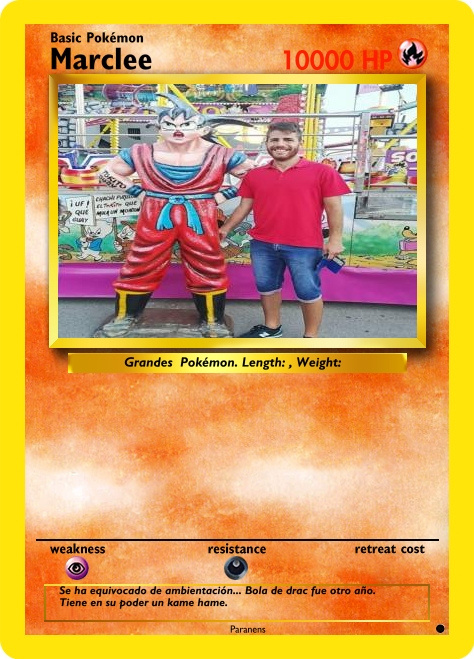 Basic Pokémon
Marclee
10000 HP
¡UF!
QUE
GUAY
Grandes Pokémon. Length: , Weight:
weakness
resistance
retreat cost
Se ha equivocado de ambientación... Bola de drac fue otro año.
Tiene en su poder un kame hame.
Paranens